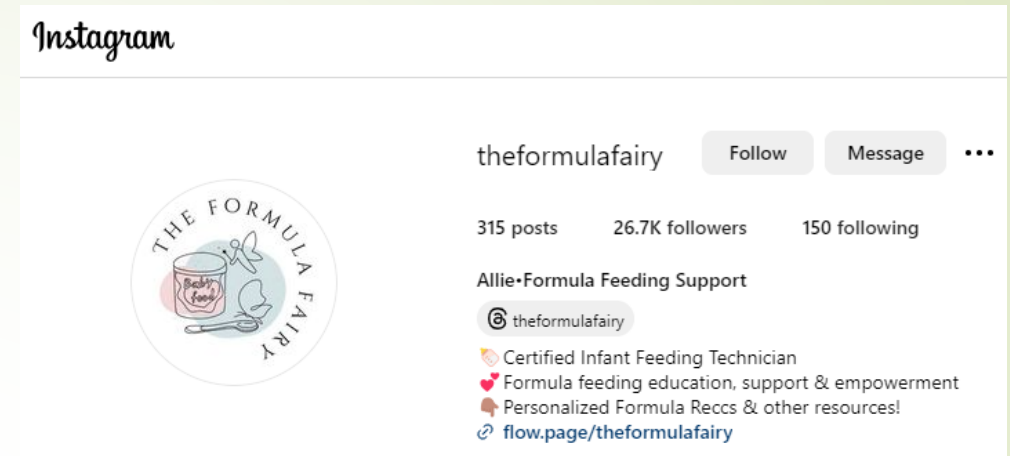 Instagram
theformulafairy Follow Message •••
315 posts 26.7K followers 150 following
THE FORMULA FAIRY
Baby
food
Allie•Formula Feeding Support
theformulafairy
🍼 Certified Infant Feeding Technician
💕 Formula feeding education, support & empowerment
👇🏽 Personalized Formula Reccs & other resources!
flow.page/theformulafairy